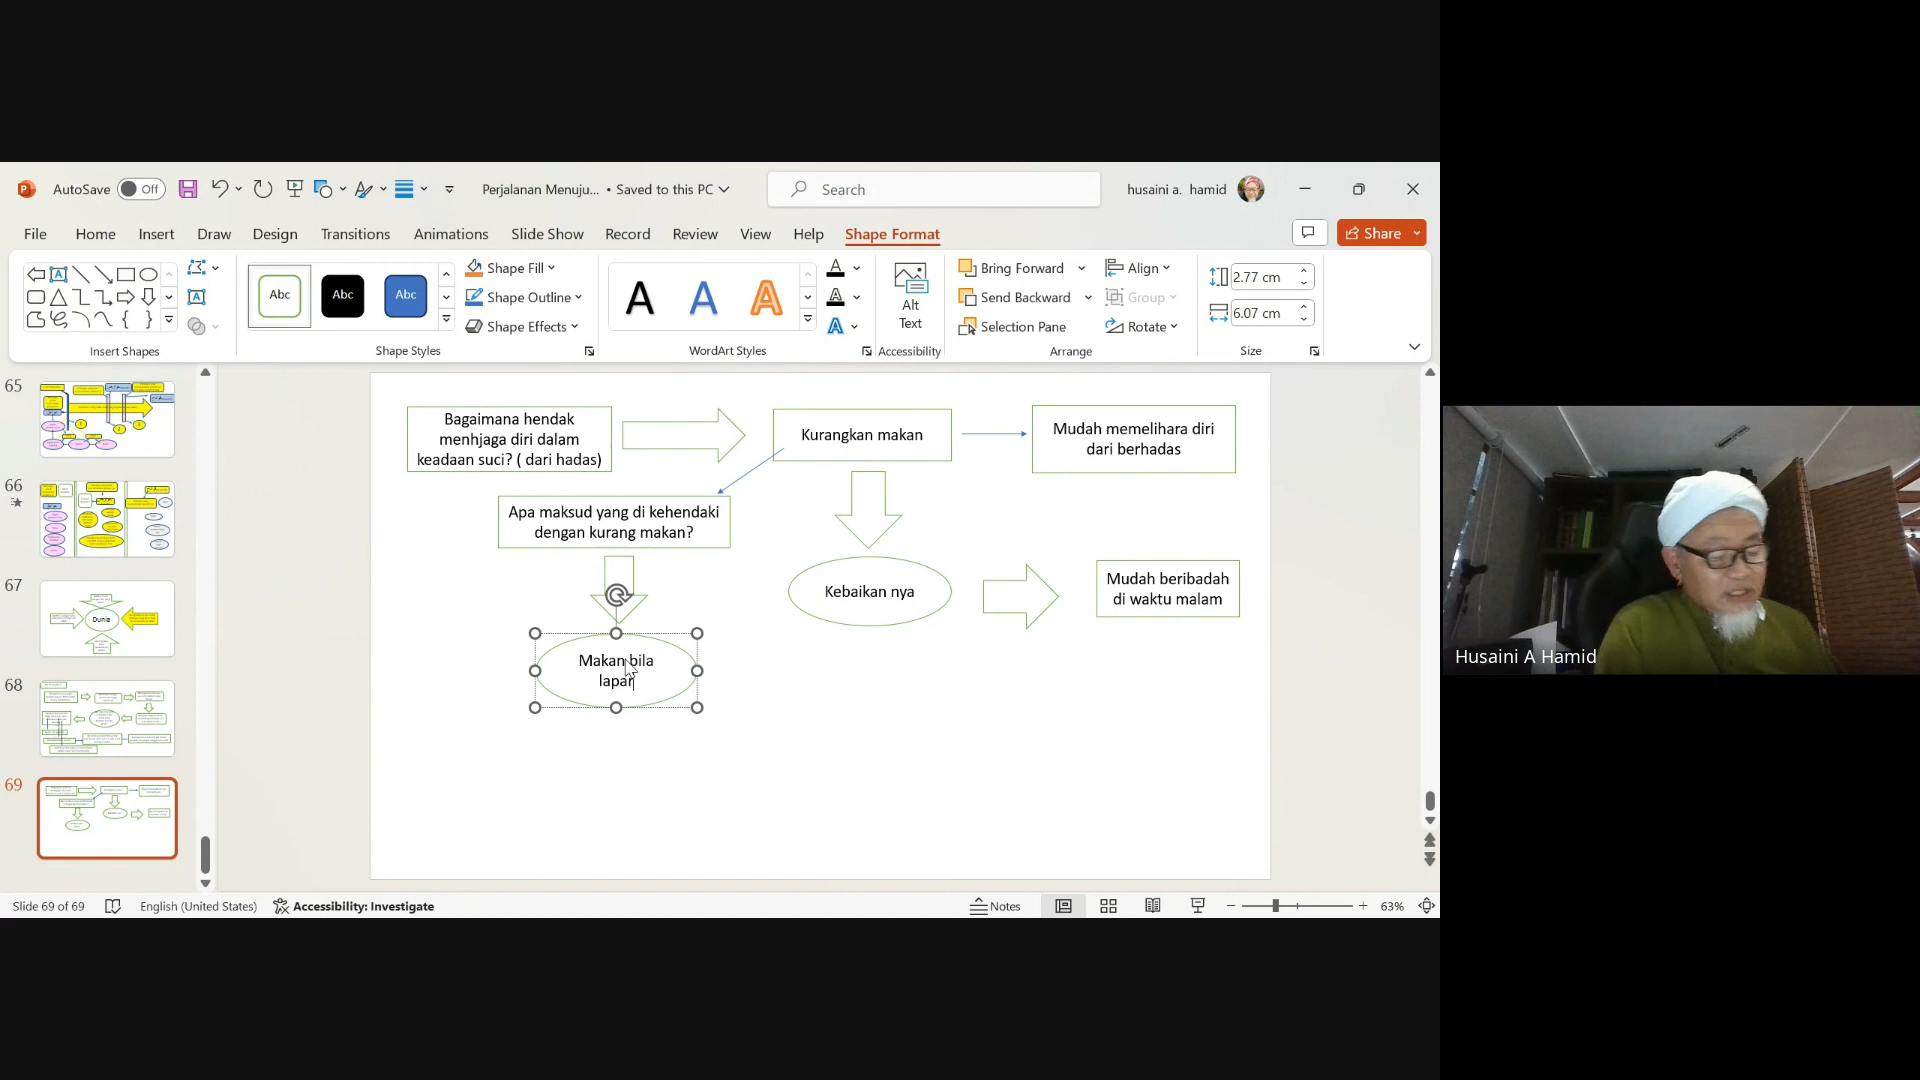 AutoSave Off
Perjalanan Menuju... • Saved to this PC
Search
husaini a. hamid
File Home Insert Draw Design Transitions Animations Slide Show Record Review View Help Shape Format
Share
Abc Abc Abc
Shape Fill
Shape Outline
Shape Effects
A A A
Alt
Text
Bring Forward
Send Backward
Selection Pane
Align
Group
Rotate
2.77 cm
6.07 cm
Insert Shapes
Shape Styles
WordArt Styles
Accessibility
Arrange
Size
65
66
67
Dunia
68
69
Bagaimana hendak
menhjaga diri dalam
keadaan suci? ( dari hadas)
Kurangkan makan
Mudah memelihara diri
dari berhadas
Apa maksud yang di kehendaki
dengan kurang makan?
Kebaikan nya
Mudah beribadah
di waktu malam
Makan bila
lapar
Husaini A Hamid
Slide 69 of 69
English (United States)
Accessibility: Investigate
Notes
63%